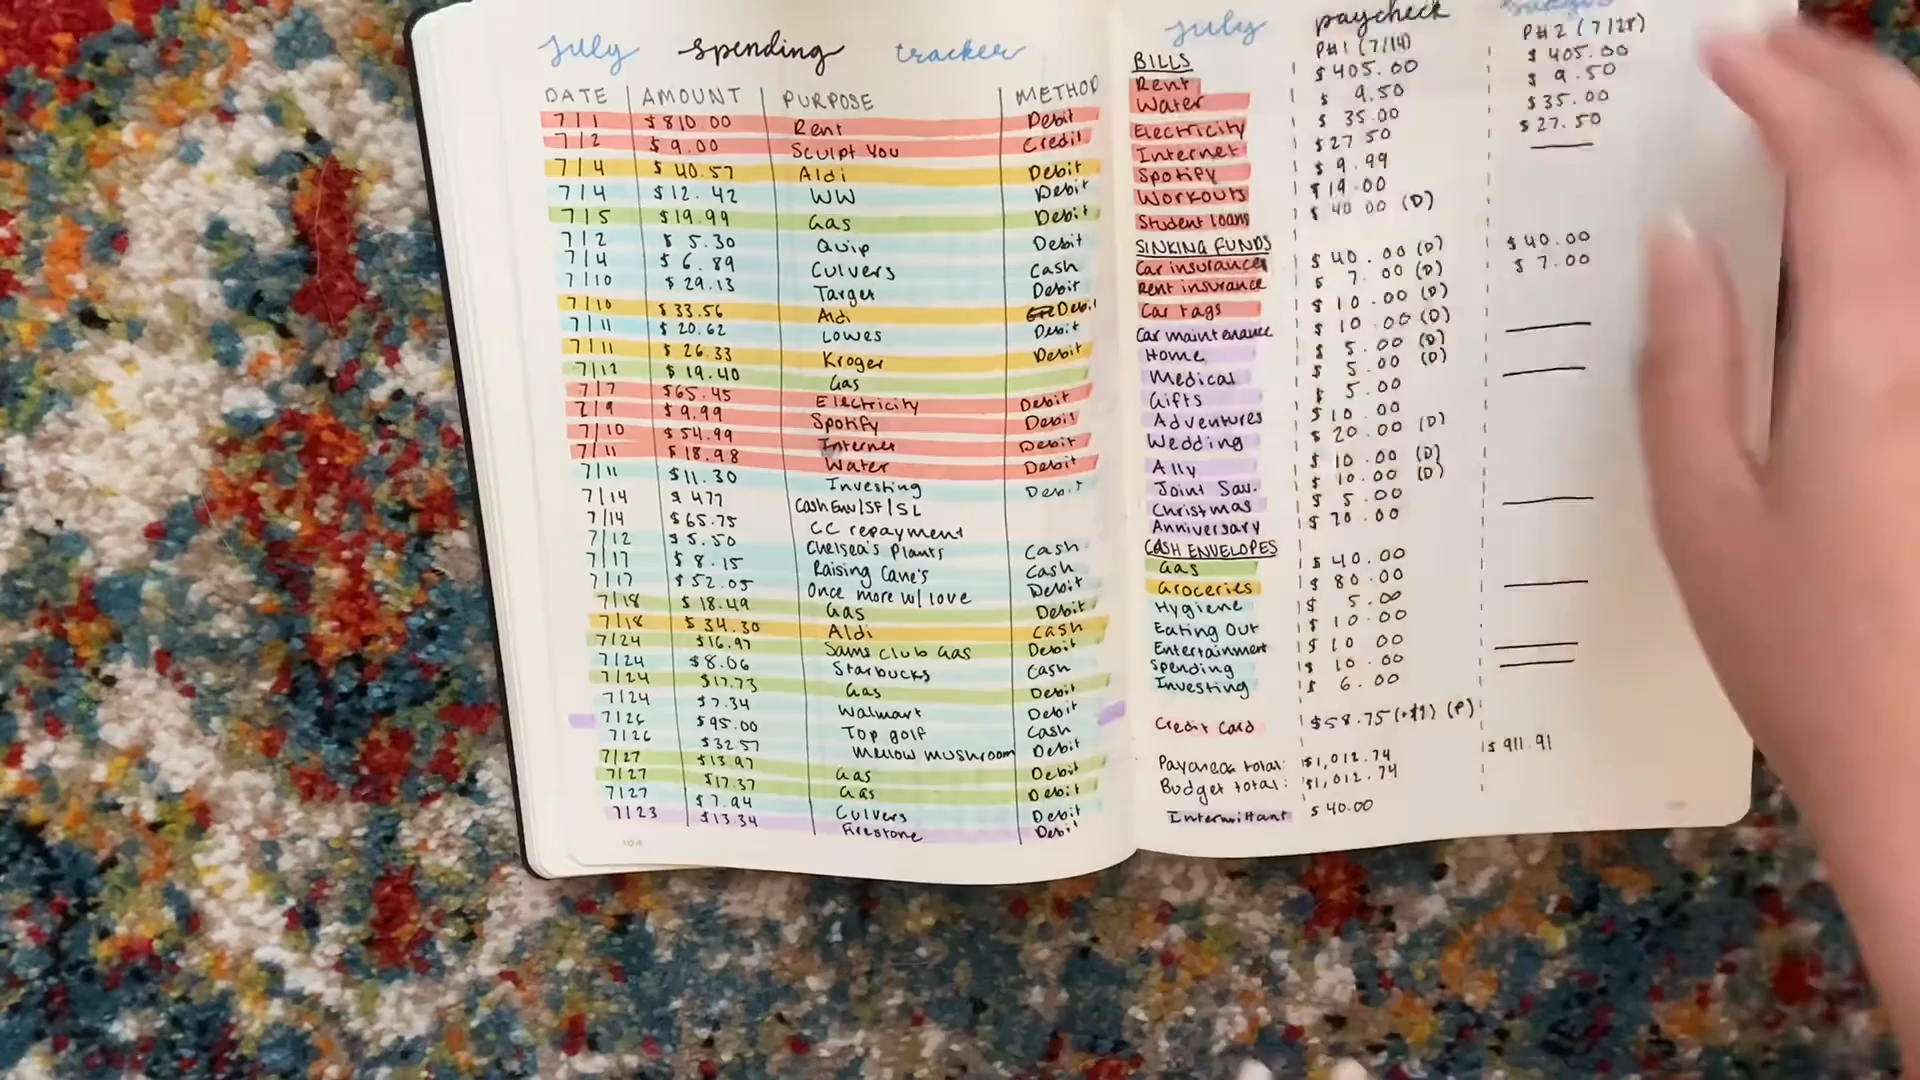 july spending tracker
DATE AMOUNT PURPOSE METHOD
7/1 $810.00 Rent Debit
7/2 $9.00 Sculpt You Credit
7/4 $40.57 Aldi Debit
7/4 $12.42 WW Debit
7/5 $19.99 Gas Debit
7/2 $5.30 Quip Debit
7/4 $6.89 Culvers Cash
7/10 $29.13 Target Debit
7/10 $33.56 Aldi Debit
7/11 $20.62 Lowes Debit
7/11 $26.33 Kroger Debit
7/12 $19.40 Gas
7/7 $65.45 Electricity Debit
7/9 $9.99 Spotify Debit
7/10 $54.99 Internet Debit
7/11 $18.98 Water Debit
7/11 $11.30 Investing Debit
7/14 $477 Cash Env/SF/SL
7/14 $65.75 CC repayment
7/12 $5.50 Chelsea's Plants Cash
7/17 $8.15 Raising Cane's Cash
7/17 $52.05 Once more w/ love Debit
7/18 $18.49 Gas Debit
7/18 $34.30 Aldi Cash
7/24 $16.97 Sams Club Gas Debit
7/24 $8.06 Starbucks Cash
7/24 $17.73 Gas Debit
7/24 $7.34 Walmart Debit
7/26 $95.00 Top golf Cash
7/26 $32.57 Mellow mushroom Debit
7/27 $13.97 Gas Debit
7/27 $17.37 Gas Debit
7/27 $7.94 Culvers Debit
7/23 $13.34 Firestone Debit
104
july paycheck
P#1 (7/14) P#2 (7/28)
BILLS
Rent $405.00 $405.00
Water $9.50 $9.50
Electricity $35.00 $35.00
Internet $27.50 $27.50
Spotify $9.99
Workouts $19.00
Student loans $40.00 (D)
SINKING FUNDS
Car insurance $40.00 (D) $40.00
Rent insurance $7.00 (D) $7.00
Car tags $10.00 (D)
Car maintenance $10.00 (D)
Home $5.00 (D)
Medical $5.00 (D)
Gifts $5.00
Adventures $10.00
Wedding $20.00 (D)
Ally $10.00 (D)
Joint Sav. $10.00 (D)
Christmas $5.00
Anniversary $20.00
CASH ENVELOPES
Gas $40.00
Groceries $80.00
Hygiene $5.00
Eating Out $10.00
Entertainment $10.00
Spending $10.00
Investing $6.00
Credit Card $58.75 (+$7) (P)
Paycheck total: $1,012.74 $911.91
Budget total: $1,012.74
Intermittant $40.00